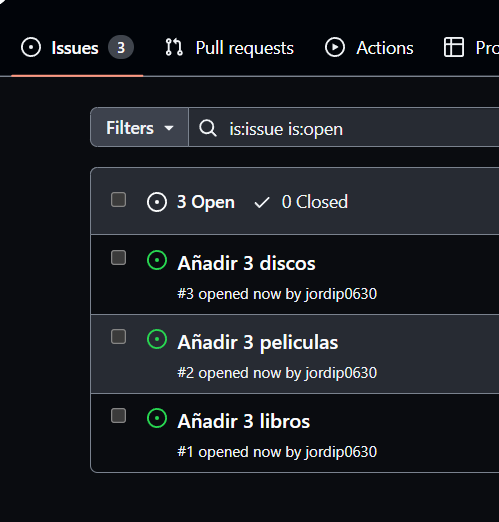 Issues 3 Pull requests Actions Pro
Filters is:issue is:open
3 Open 0 Closed
Añadir 3 discos
#3 opened now by jordip0630
Añadir 3 peliculas
#2 opened now by jordip0630
Añadir 3 libros
#1 opened now by jordip0630